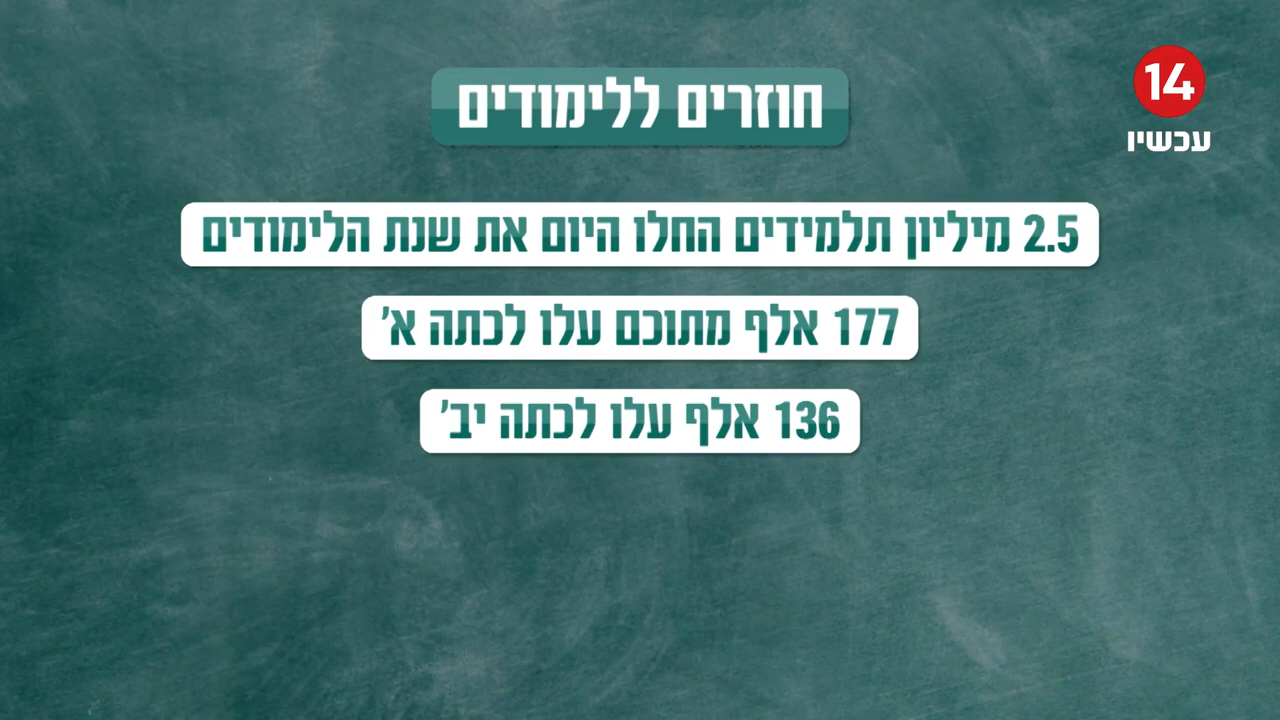 14
עכשיו
חוזרים ללימודים
2.5 מיליון תלמידים החלו היום את שנת הלימודים
177 אלף מתוכם עלו לכתה א'
136 אלף עלו לכתה יב'